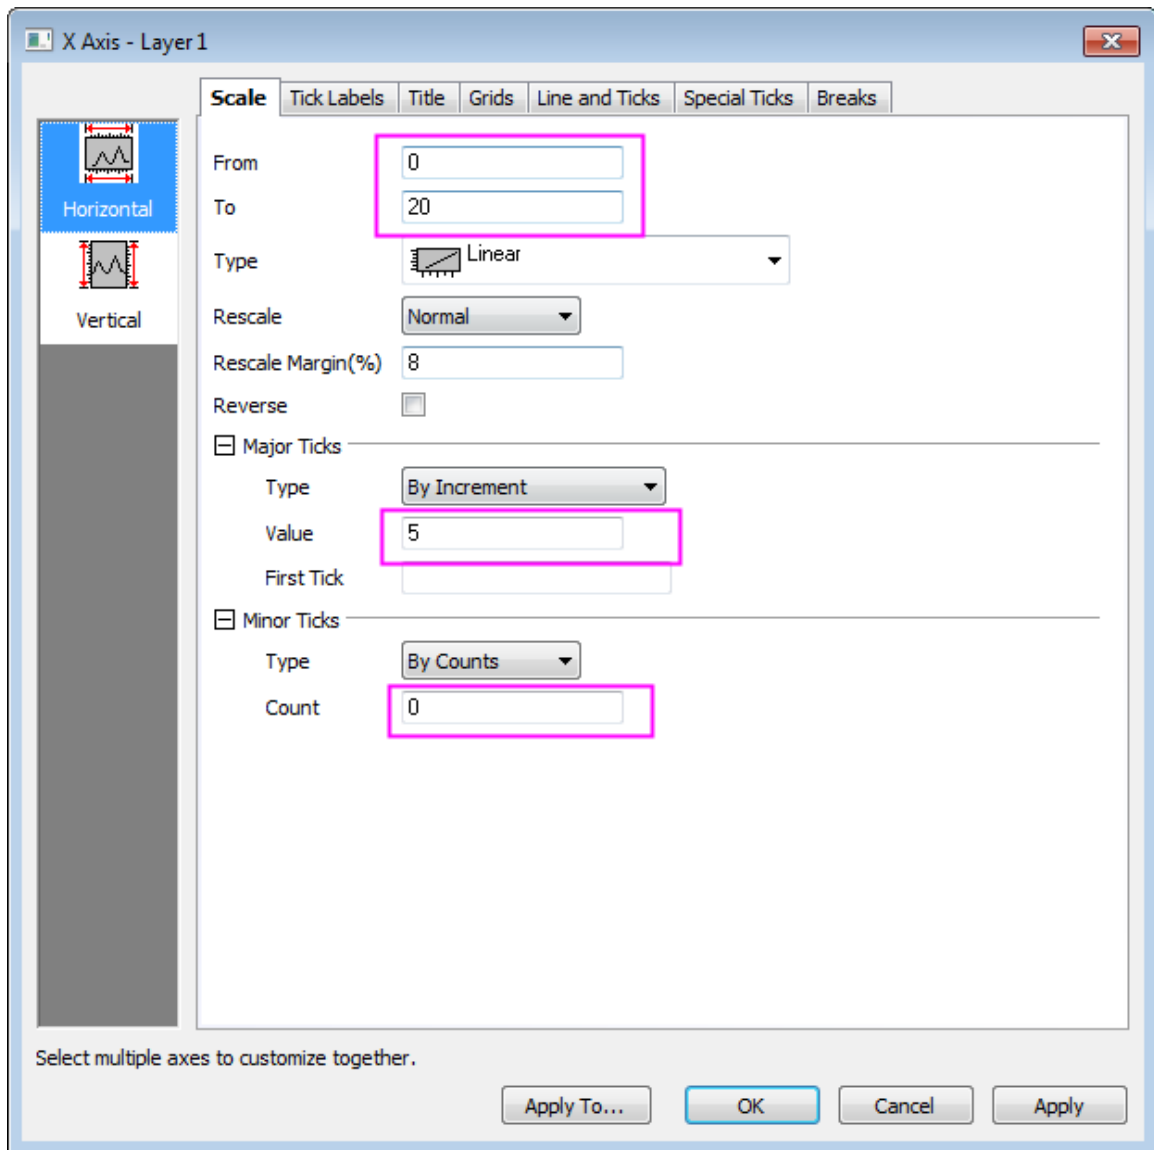 X Axis - Layer 1
Scale Tick Labels Title Grids Line and Ticks Special Ticks Breaks
Horizontal
Vertical
From 0
To 20
Type Linear
Rescale Normal
Rescale Margin(%) 8
Reverse
Major Ticks
Type By Increment
Value 5
First Tick
Minor Ticks
Type By Counts
Count 0
Select multiple axes to customize together.
Apply To... OK Cancel Apply